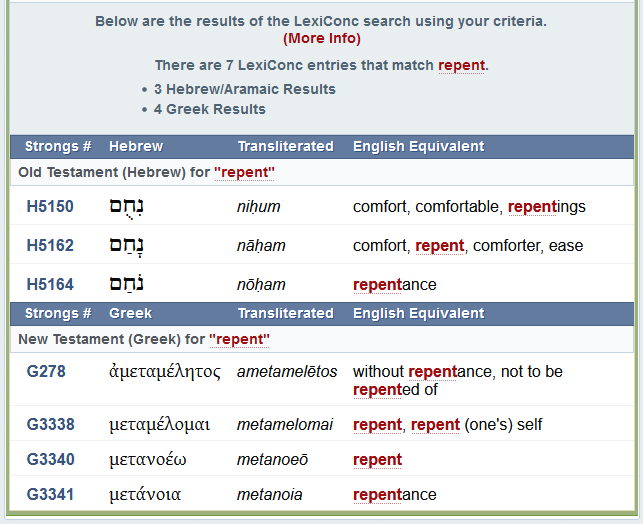 Below are the results of the LexiConc search using your criteria.
(More Info)
There are 7 LexiConc entries that match repent.
• 3 Hebrew/Aramaic Results
• 4 Greek Results
Strongs # Hebrew Transliterated English Equivalent
Old Testament (Hebrew) for "repent"
H5150 נִחֻם niḥum comfort, comfortable, repentings
H5162 נָחַם nāḥam comfort, repent, comforter, ease
H5164 נֹחַם nōḥam repentance
Strongs # Greek Transliterated English Equivalent
New Testament (Greek) for "repent"
G278 ἀμεταμέλητος ametamelētos without repentance, not to be
repented of
G3338 μεταμέλομαι metamelomai repent, repent (one's) self
G3340 μετανοέω metanoeō repent
G3341 μετάνοια metanoia repentance